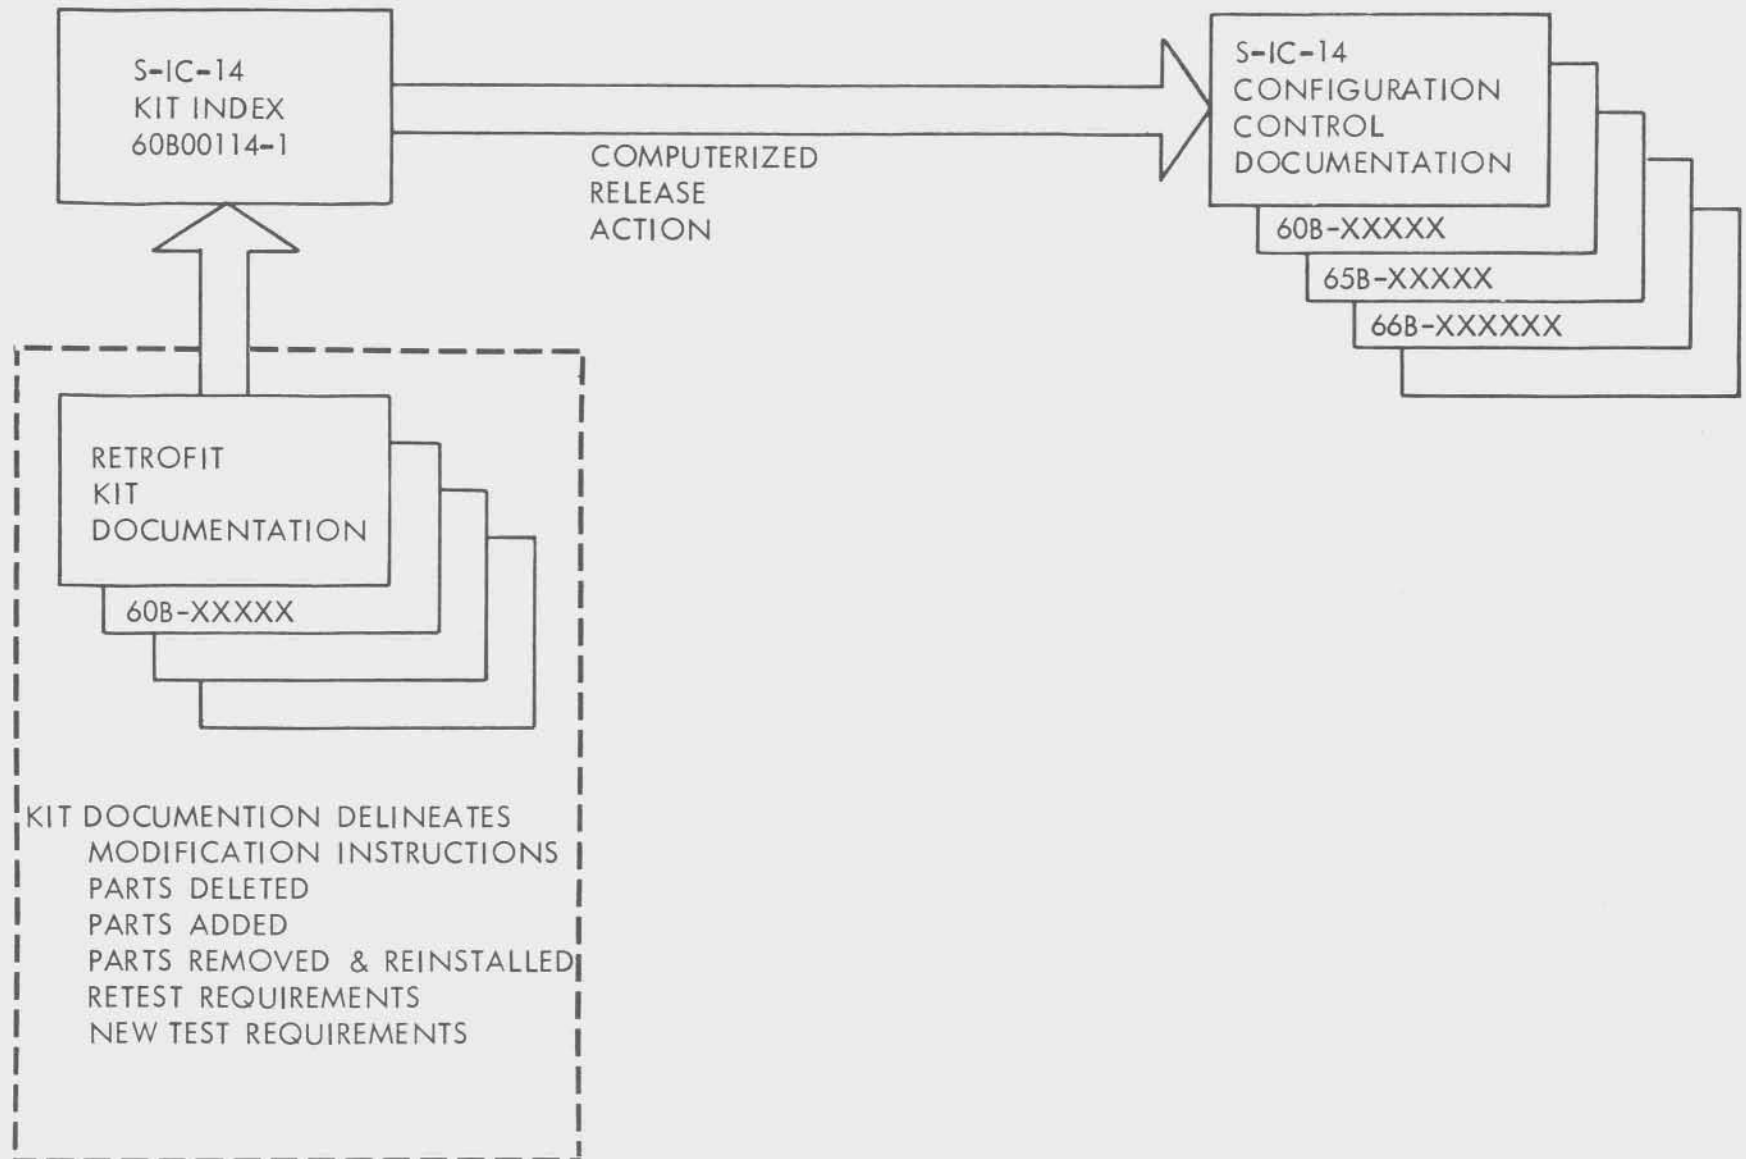 S-IC-14
KIT INDEX
60B00114-1
COMPUTERIZED
RELEASE
ACTION
S-IC-14
CONFIGURATION
CONTROL
DOCUMENTATION
60B-XXXXX
65B-XXXXX
66B-XXXXXX
RETROFIT
KIT
DOCUMENTATION
60B-XXXXX
KIT DOCUMENTION DELINEATES
MODIFICATION INSTRUCTIONS
PARTS DELETED
PARTS ADDED
PARTS REMOVED & REINSTALLED
RETEST REQUIREMENTS
NEW TEST REQUIREMENTS